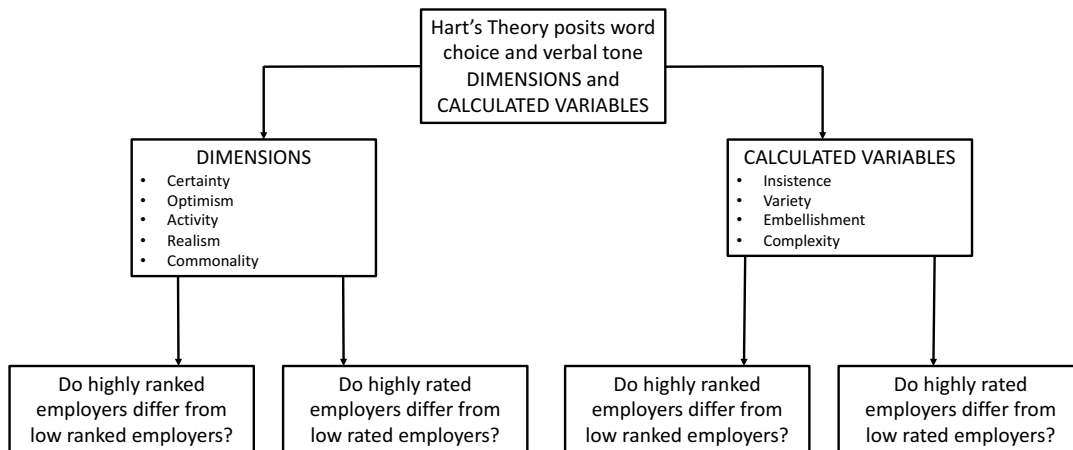 Hart's Theory posits word
choice and verbal tone
DIMENSIONS and
CALCULATED VARIABLES
DIMENSIONS
• Certainty
• Optimism
• Activity
• Realism
• Commonality
CALCULATED VARIABLES
• Insistence
• Variety
• Embellishment
• Complexity
Do highly ranked
employers differ from
low ranked employers?
Do highly rated
employers differ from
low rated employers?
Do highly ranked
employers differ from
low ranked employers?
Do highly rated
employers differ from
low rated employers?